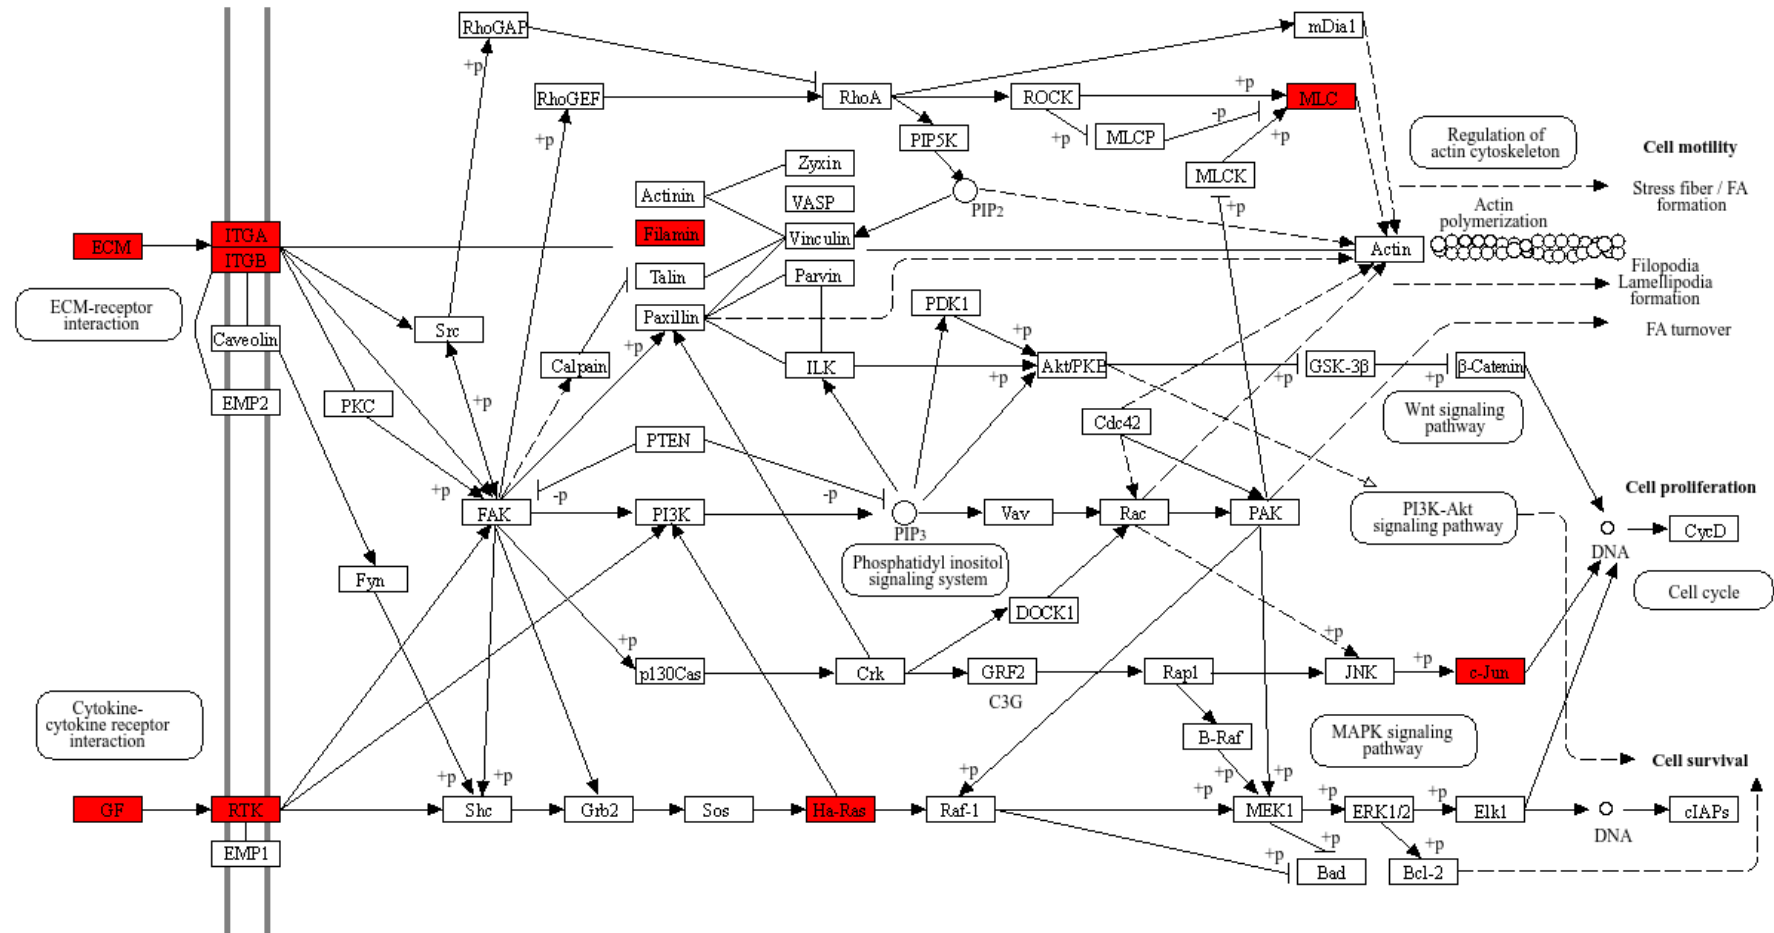 RhoGAP
mDia1
+p
RhoGEF
RhoA
ROCK
+p
MLC
+p
PIP5K
+p
MLCP
-p
+p
Regulation of
actin cytoskeleton
Cell motility
Zyxin
MLCK
Actinin
VASP
PIP2
+p
Stress fiber / FA
formation
Actin
polymerization
ECM
ITGA
Filamin
Vinculin
Actin
ITGB
Talin
Parvin
Filopodia
Lamellipodia
formation
ECM-receptor
interaction
Src
Paxillin
PDK1
FA turnover
Caveolin
+p
+p
Calpain
ILK
Akt/PKB
GSK-3β
β-Catenin
+p
+p
+p
EMP2
PKC
+p
Cdc42
Wnt signaling
pathway
PTEN
+p
-p
-p
Cell proliferation
FAK
PI3K
PIP3
Vav
Rac
PAK
PI3K-Akt
signaling pathway
CycD
DNA
Phosphatidyl inositol
signaling system
Fyn
Cell cycle
DOCK1
+p
+p
p130Cas
Crk
GRF2
Rap1
JNK
+p
c-Jun
C3G
Cytokine-
cytokine receptor
interaction
B-Raf
MAPK signaling
pathway
Cell survival
+p
+p
+p
+p
+p
+p
GF
RTK
Shc
Grb2
Sos
Ha-Ras
Raf-1
MEK1
+p
ERK1/2
+p
Elk1
cIAPs
DNA
EMP1
+p
+p
+p
Bad
Bcl-2